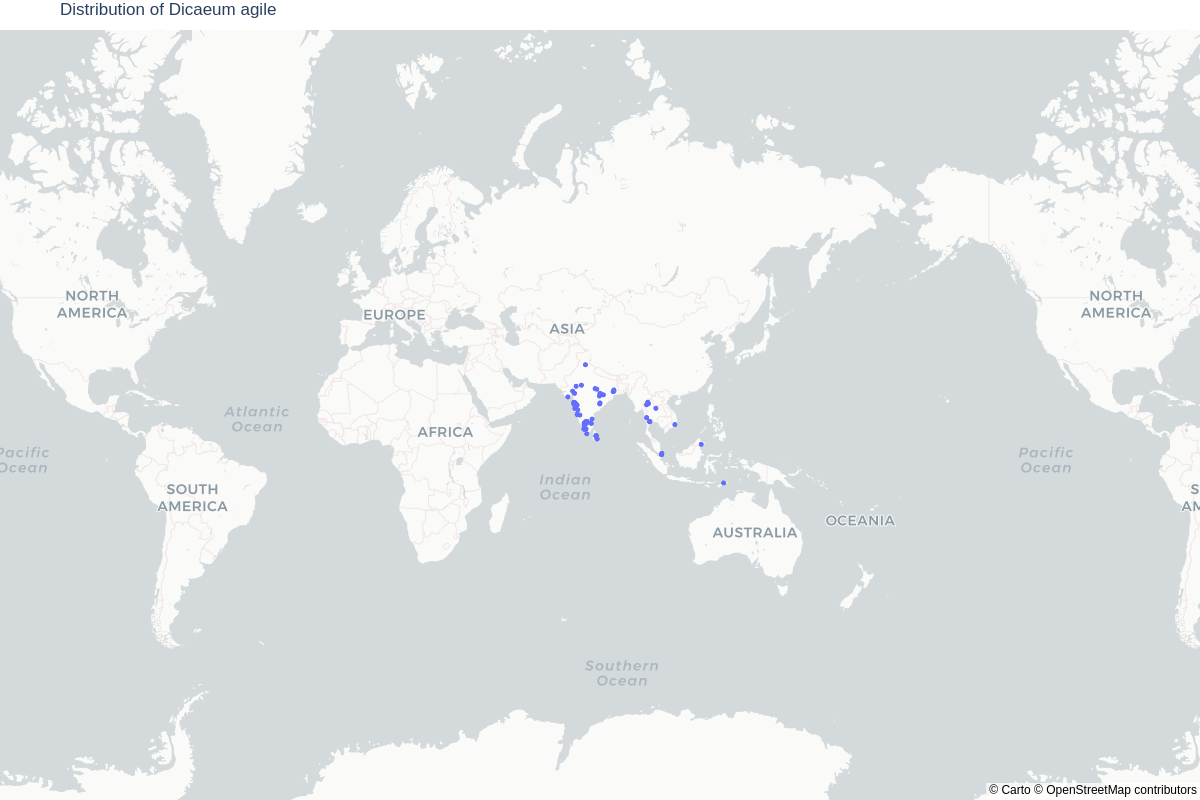 Distribution of Dicaeum agile
NORTH
AMERICA
EUROPE
ASIA
NORTH
AMERICA
Atlantic
Ocean
AFRICA
Pacific
Ocean
Pacific
Ocean
Indian
Ocean
SOUTH
AMERICA
S
AM
OCEANIA
AUSTRALIA
Southern
Ocean
© Carto © OpenStreetMap contributors